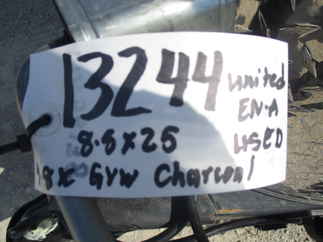 13244 United
EN-A
8.5x25 USED
18K GVW Charcoal